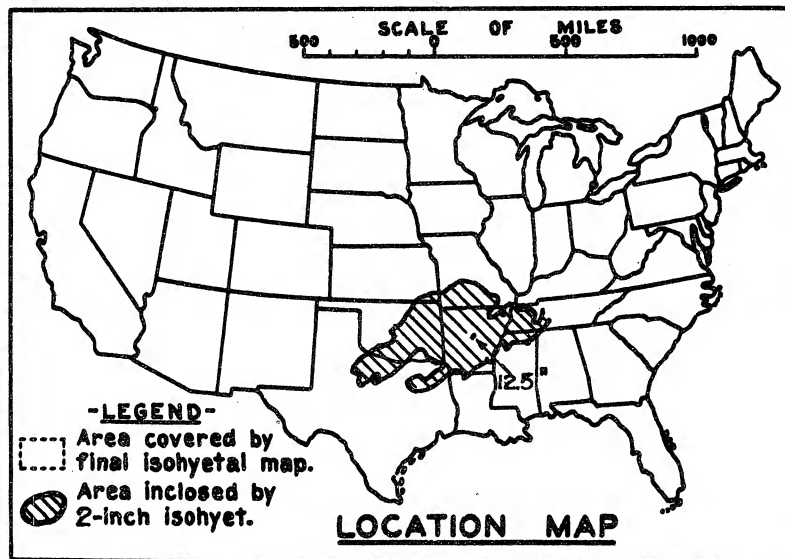 SCALE OF MILES
500 0 500 1000
12.5"
-LEGEND-
Area covered by
final isohyetal map.
Area inclosed by
2-inch isohyet.
LOCATION MAP